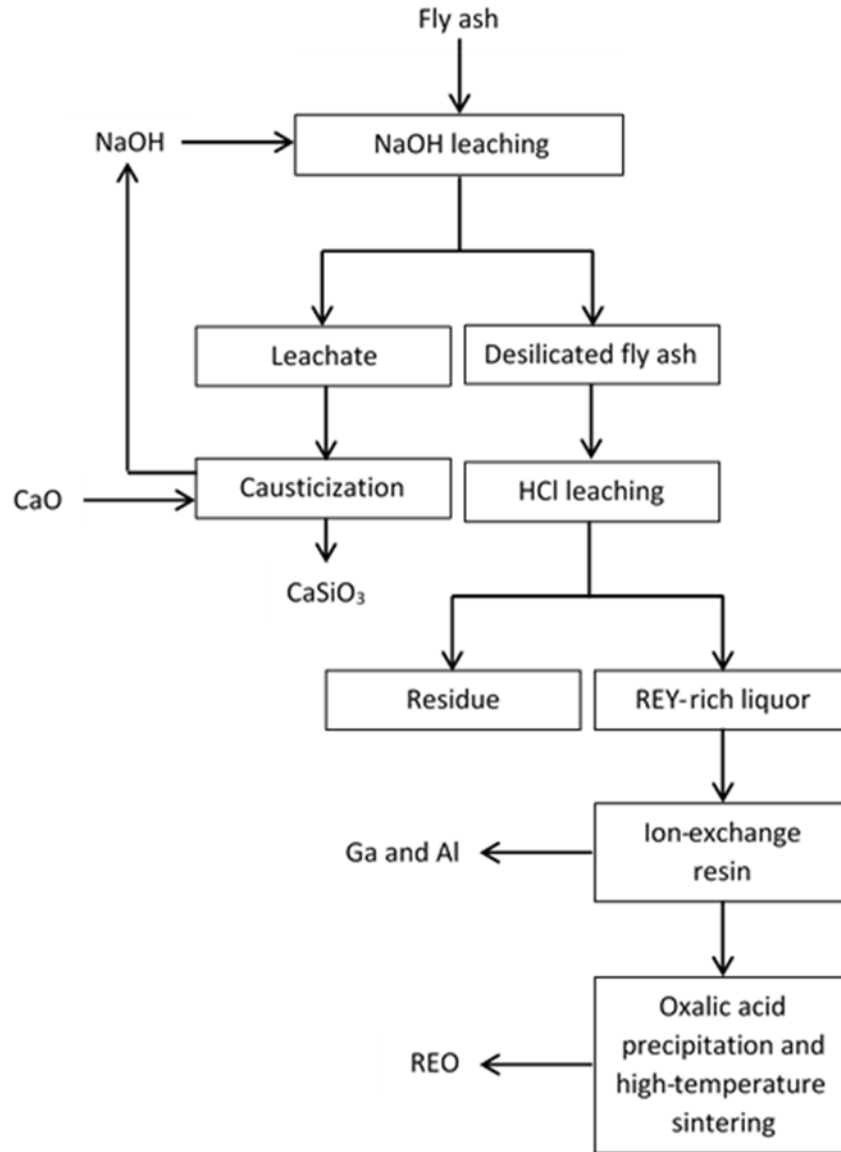 Fly ash
NaOH
NaOH leaching
Leachate
Desilicated fly ash
CaO
Causticization
HCl leaching
CaSiO₃
Residue
REY-rich liquor
Ga and Al
Ion-exchange
resin
REO
Oxalic acid
precipitation and
high-temperature
sintering